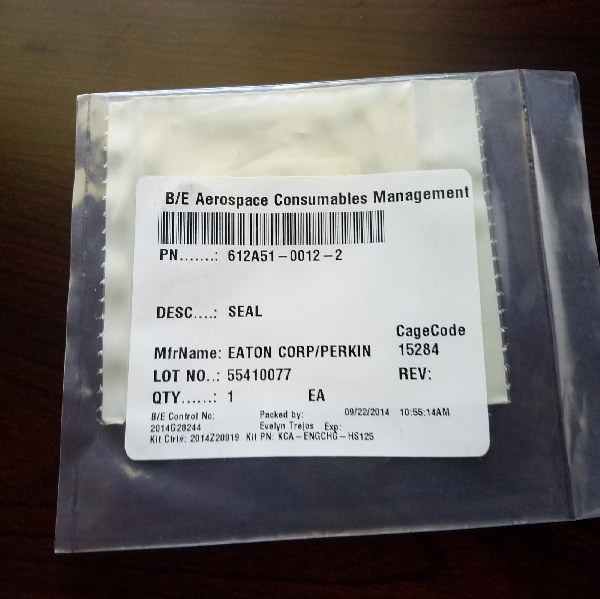 B/E Aerospace Consumables Management
PN.......: 612A51-0012-2
DESC....: SEAL
CageCode
MfrName: EATON CORP/PERKIN 15284
LOT NO..: 55410077 REV:
QTY......: 1 EA
B/E Control No: Packed by: 09/22/2014 10:55:14AM
2014G28244 Evelyn Trejos Exp:
Kit Ctrl#: 2014Z20919 Kit PN: KCA-ENGCHG-HS125